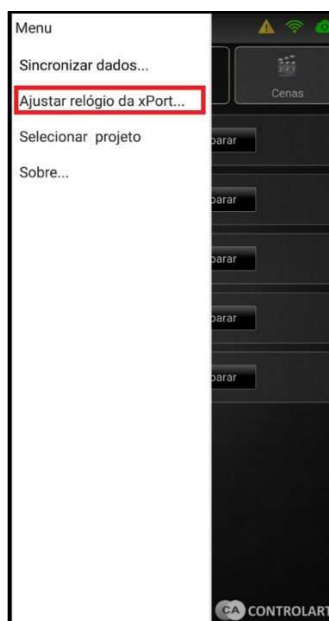 Menu
Sincronizar dados...
Ajustar relógio da xPort...
Selecionar projeto
Sobre...
Cenas
parar
parar
parar
parar
parar
CA CONTROLART